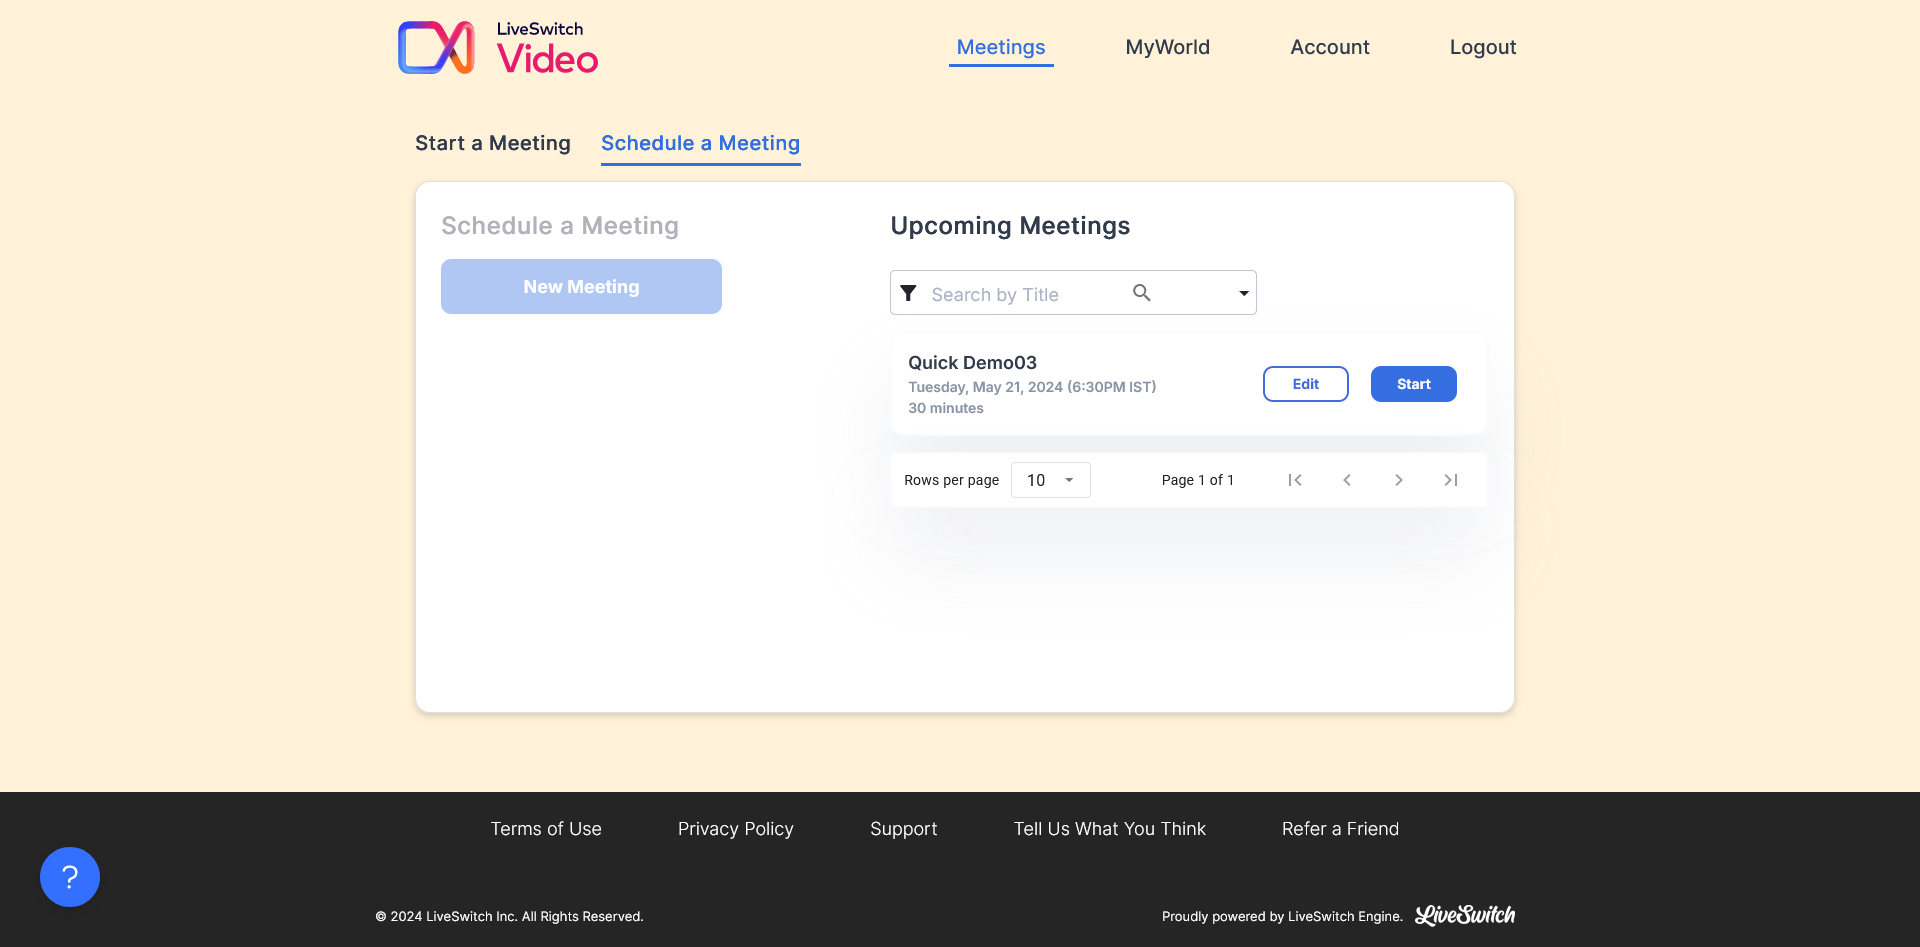 LiveSwitch
Video
Meetings
MyWorld
Account
Logout
Start a Meeting
Schedule a Meeting
Schedule a Meeting
New Meeting
Upcoming Meetings
Search by Title
Quick Demo03
Tuesday, May 21, 2024 (6:30PM IST)
30 minutes
Edit
Start
Rows per page
10
Page 1 of 1
Terms of Use
Privacy Policy
Support
Tell Us What You Think
Refer a Friend
?
© 2024 LiveSwitch Inc. All Rights Reserved.
Proudly powered by LiveSwitch Engine.
LiveSwitch